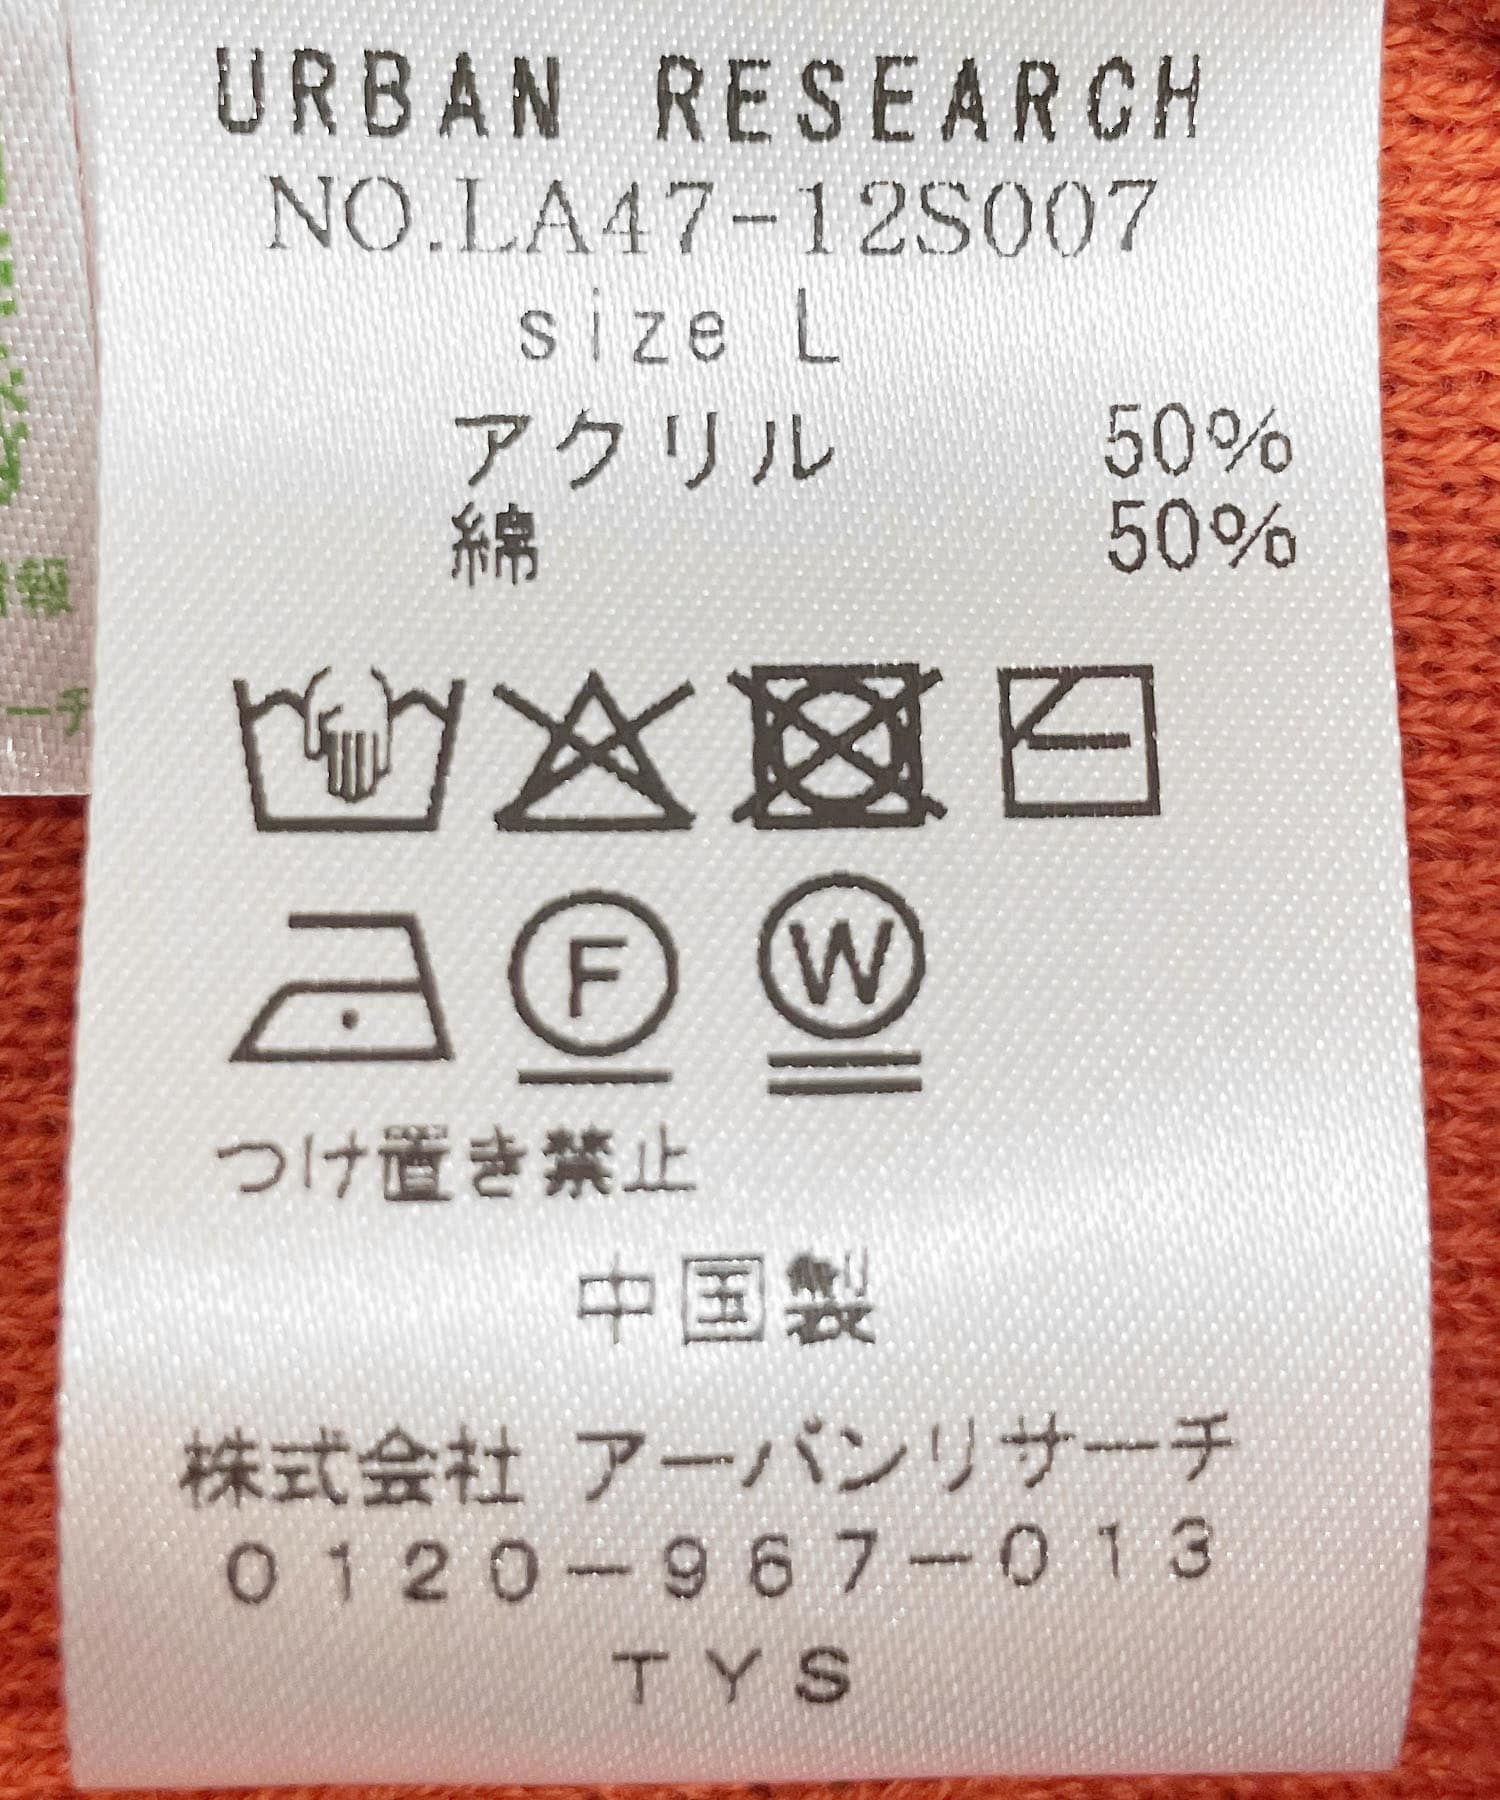 URBAN RESEARCH
NO.LA47-12S007
size L
アクリル 50%
綿 50%
F W
つけ置き禁止
中国製
株式会社 アーバンリサーチ
0120-967-013
TYS